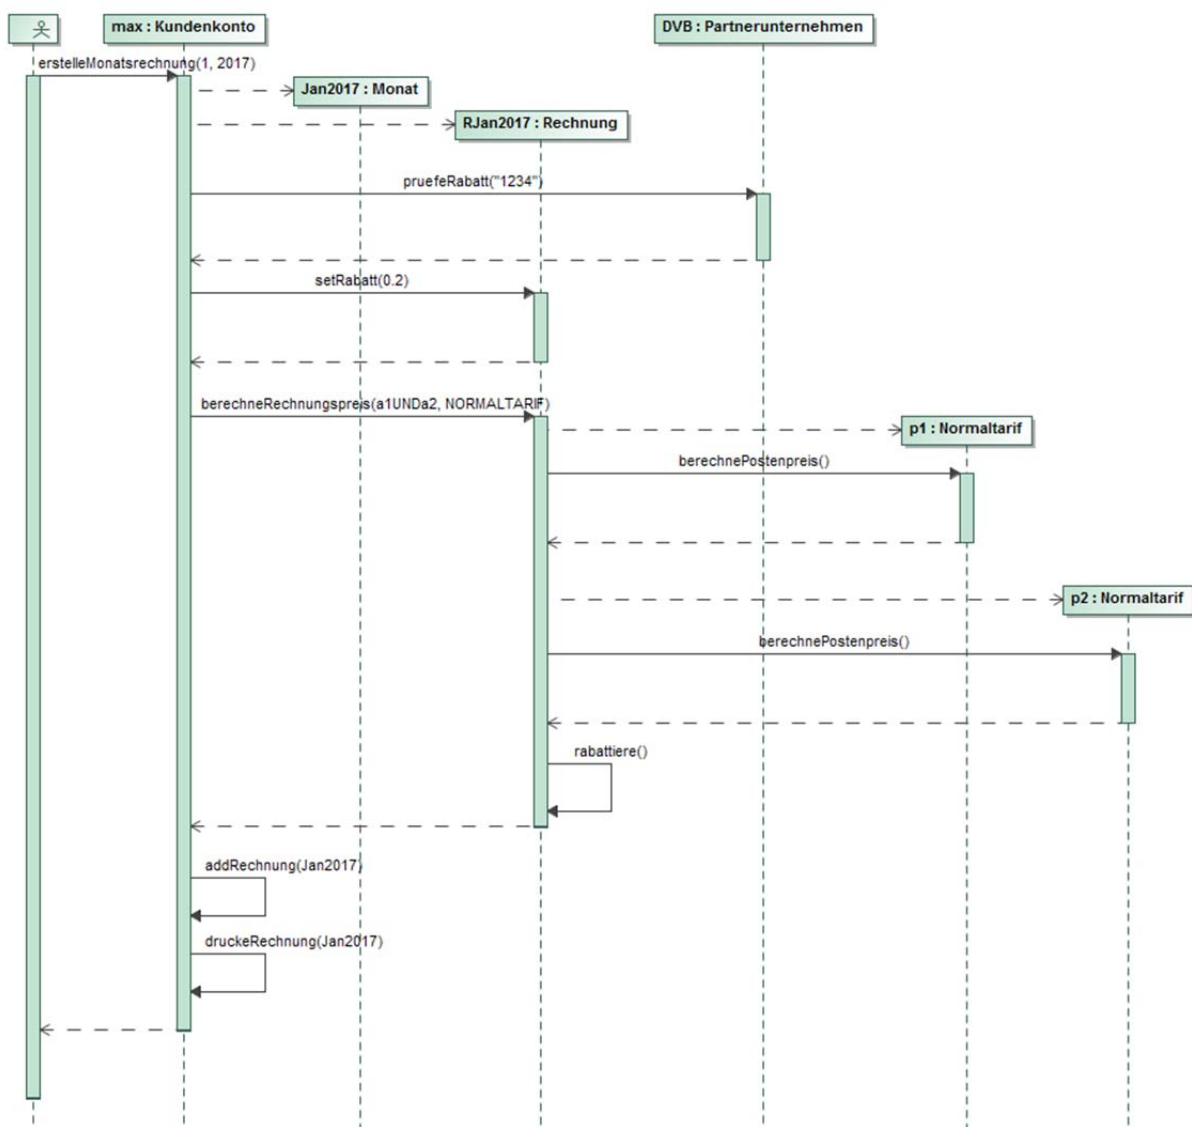 max : Kundenkonto
DVB : Partnerunternehmen
erstelleMonatsrechnung(1, 2017)
Jan2017 : Monat
RJan2017 : Rechnung
pruefeRabatt("1234")
setRabatt(0.2)
berechneRechnungspreis(a1UNDa2, NORMALTARIF)
p1 : Normaltarif
berechnePostenpreis()
p2 : Normaltarif
berechnePostenpreis()
rabattiere()
addRechnung(Jan2017)
druckeRechnung(Jan2017)